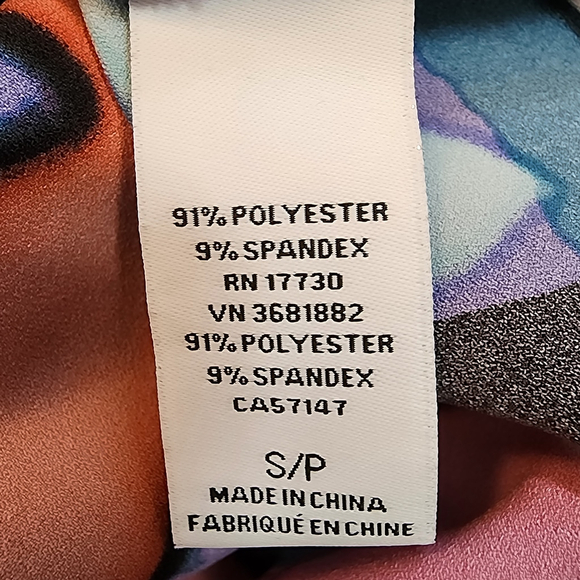 91% POLYESTER
9% SPANDEX
RN 17730
VN 3681882
91% POLYESTER
9% SPANDEX
CA57147
S/P
MADE IN CHINA
FABRIQUÉ EN CHINE